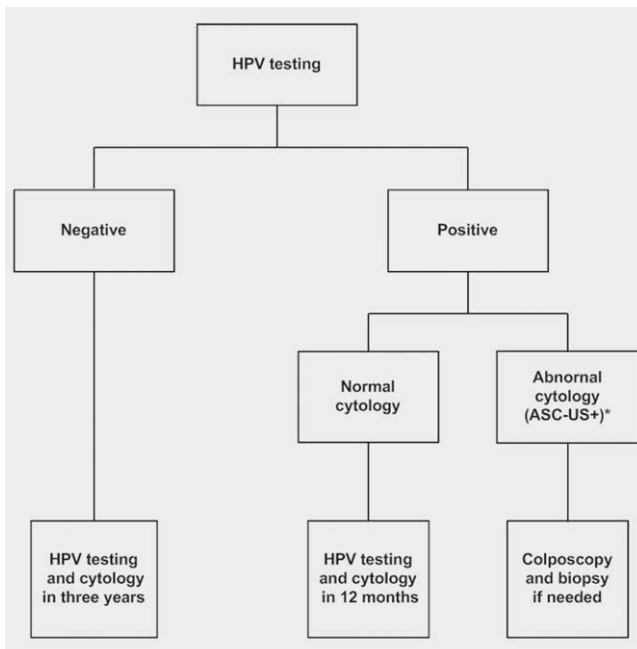 HPV testing
Negative
Positive
Normal
cytology
Abnornal
cytology
(ASC-US+)*
HPV testing
and cytology
in three years
HPV testing
and cytology
in 12 months
Colposcopy
and biopsy
if needed